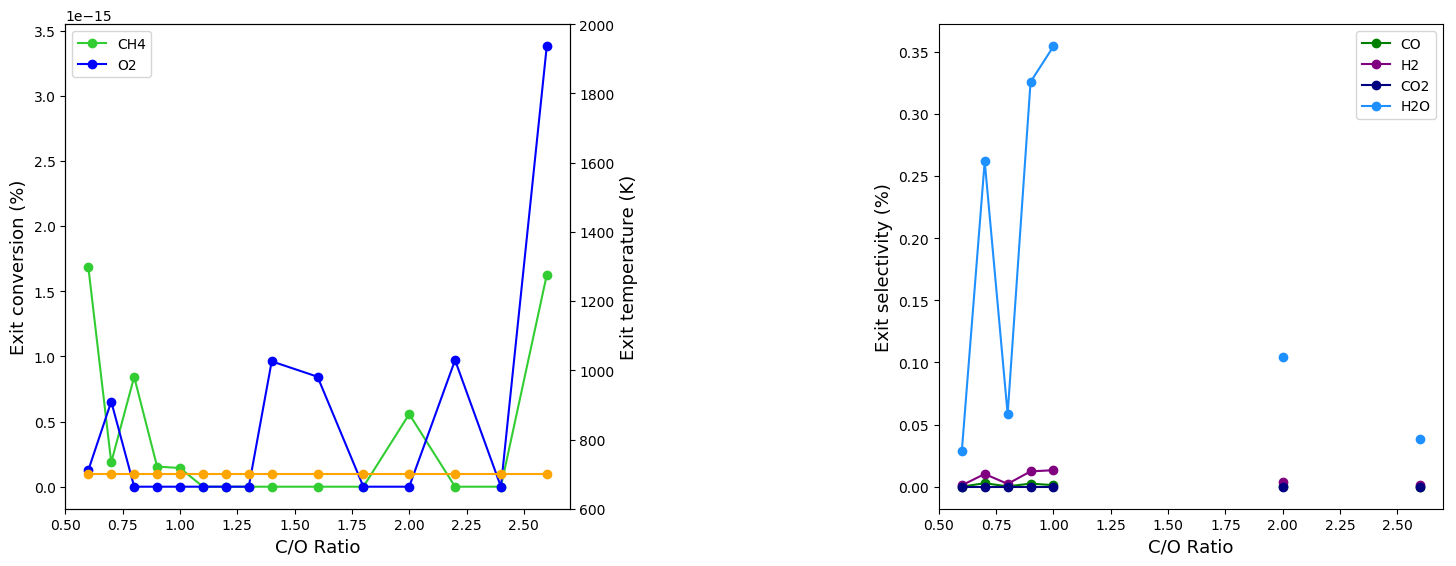 1e−15
3.5
3.0
2.5
2.0
1.5
1.0
0.5
0.0
Exit conversion (%)
CH4
O2
2000
1800
1600
1400
1200
1000
800
600
Exit temperature (K)
0.50 0.75 1.00 1.25 1.50 1.75 2.00 2.25 2.50
C/O Ratio
0.35
0.30
0.25
0.20
0.15
0.10
0.05
0.00
Exit selectivity (%)
CO
H2
CO2
H2O
0.50 0.75 1.00 1.25 1.50 1.75 2.00 2.25 2.50
C/O Ratio